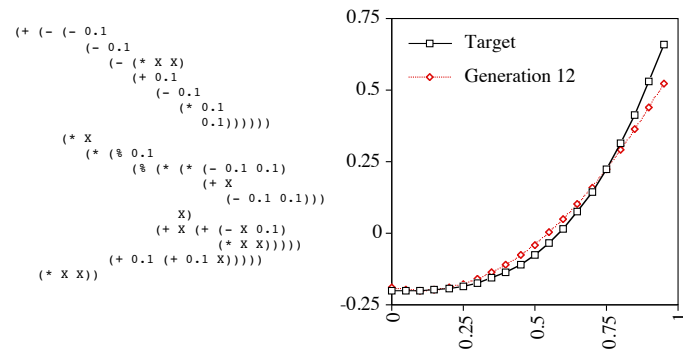 (+ (- (- 0.1
(- 0.1
(- (* X X)
(+ 0.1
(- 0.1
(* 0.1
0.1))))))
(* X
(* (% 0.1
(% (* (* (- 0.1 0.1)
(+ X
(- 0.1 0.1)))
X)
(+ X (+ (- X 0.1)
(* X X)))))
(+ 0.1 (+ 0.1 X)))))
(* X X))
0.75
Target
Generation 12
0.5
0.25
0
-0.25
0
0.25
0.5
0.75
1